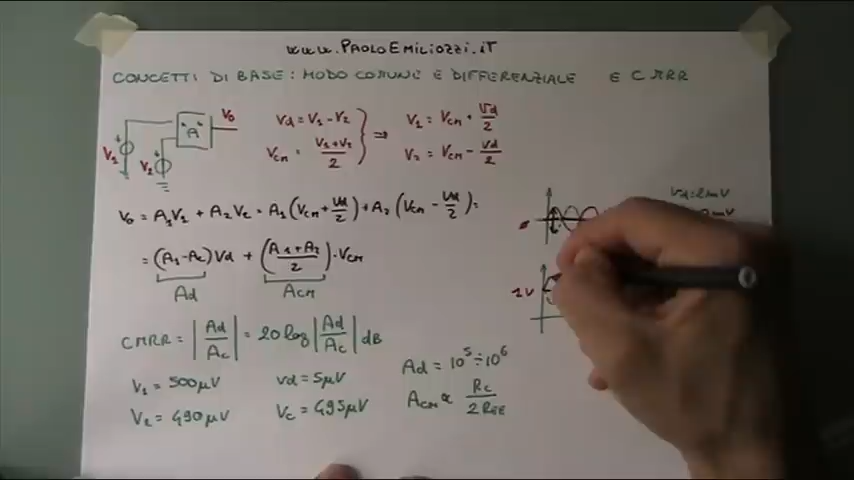 www.PaoloEmiliozzi.iT
CONCETTI DI BASE: MODO COMUNE E DIFFERENZIALE E CMRR
V1 V2 "A" V0
Vd = V1 - V2
Vcm = (V1+V2)/2
⇒
V1 = Vcm + Vd/2
V2 = Vcm - Vd/2
V0 = A1V1 + A2V2 = A1(Vcm + Vd/2) + A2(Vcm - Vd/2) =
= (A1 - A2)Vd + ((A1 + A2)/2) · Vcm
Ad Acm
CMRR = |Ad/Ac| = 20log|Ad/Ac| dB
V1 = 500µV Vd = 5µV
V2 = 490µV Vc = 495µV
Ad = 10^5 ÷ 10^6
Acm ∝ Rc/2REE
Vd = 2mV
1V